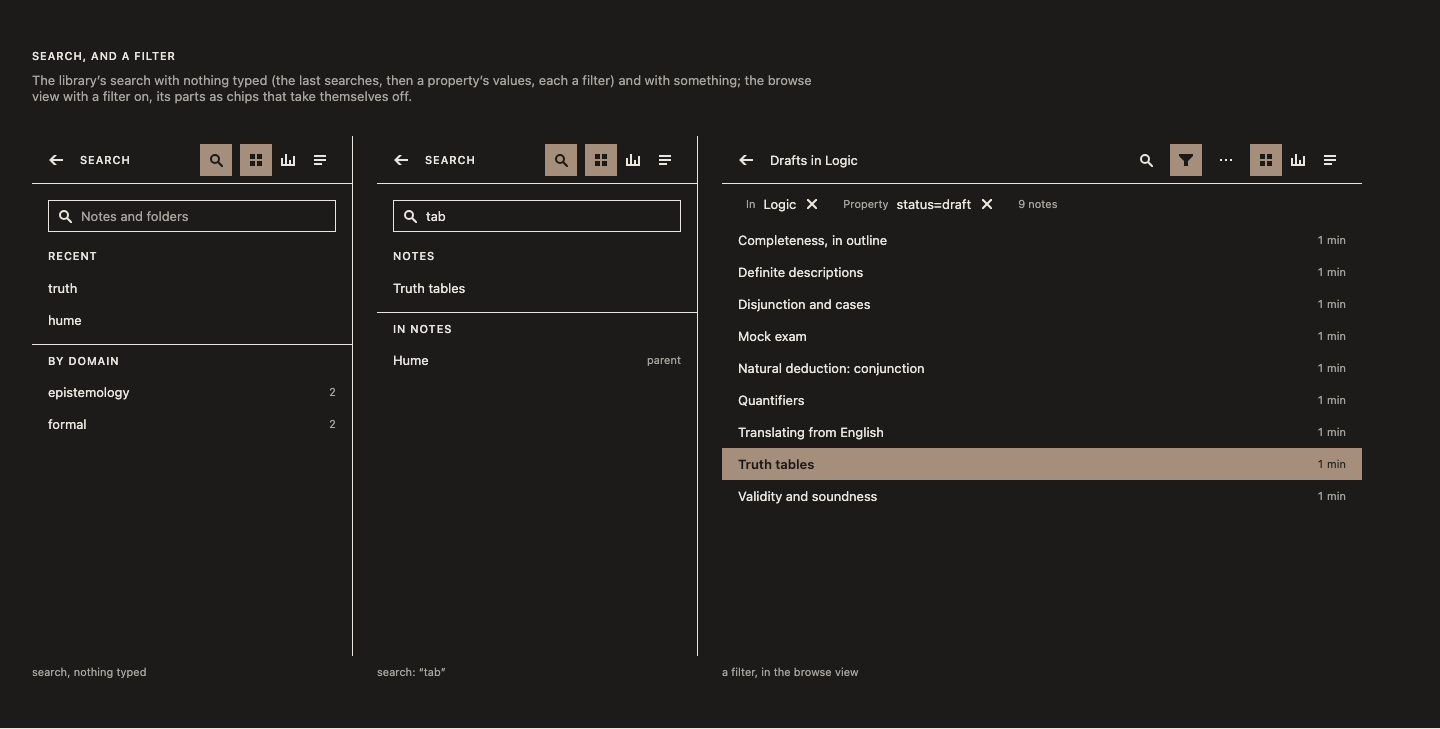 SEARCH, AND A FILTER
The library's search with nothing typed (the last searches, then a property's values, each a filter) and with something; the browse
view with a filter on, its parts as chips that take themselves off.
SEARCH
Notes and folders
RECENT
truth
hume
BY DOMAIN
epistemology 2
formal 2
search, nothing typed
SEARCH
tab
NOTES
Truth tables
IN NOTES
Hume parent
search: “tab”
Drafts in Logic
In Logic Property status=draft 9 notes
Completeness, in outline 1 min
Definite descriptions 1 min
Disjunction and cases 1 min
Mock exam 1 min
Natural deduction: conjunction 1 min
Quantifiers 1 min
Translating from English 1 min
Truth tables 1 min
Validity and soundness 1 min
a filter, in the browse view